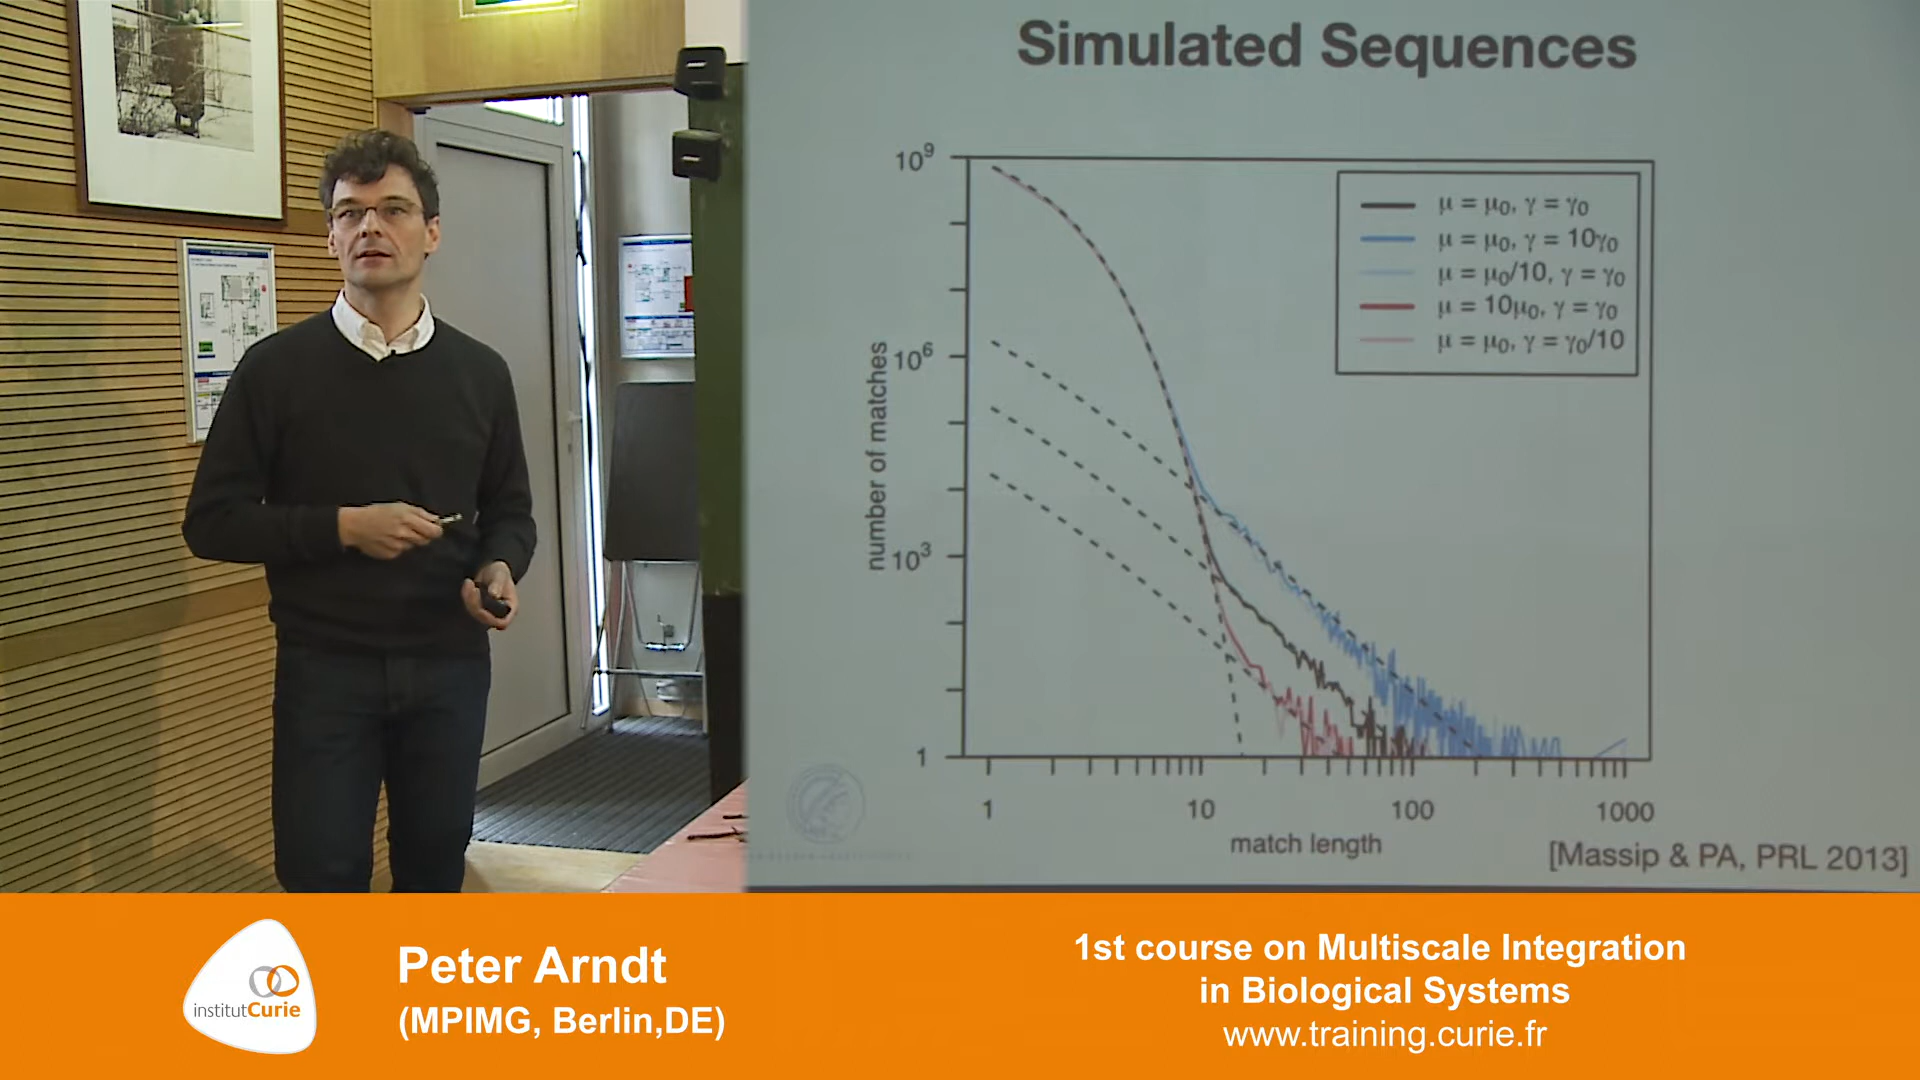 Simulated Sequences
10⁹
10⁶
10³
1
number of matches
μ = μ₀, γ = γ₀
μ = μ₀, γ = 10γ₀
μ = μ₀/10, γ = γ₀
μ = 10μ₀, γ = γ₀
μ = μ₀, γ = γ₀/10
1
10
100
1000
match length
[Massip & PA, PRL 2013]
institutCurie
Peter Arndt
(MPIMG, Berlin,DE)
1st course on Multiscale Integration
in Biological Systems
www.training.curie.fr